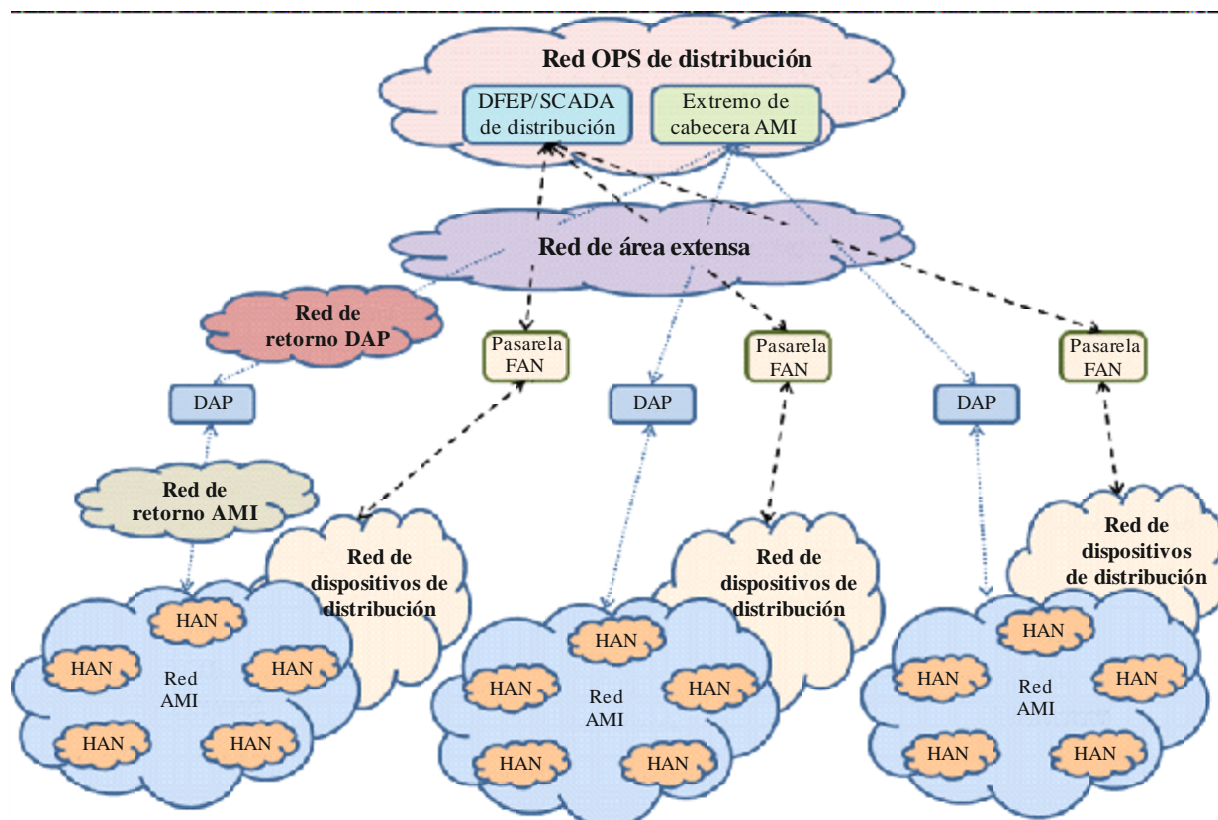 Red OPS de distribución
DFEP/SCADA
de distribución
Extremo de
cabecera AMI
Red de área extensa
Red de
retorno DAP
Pasarela
FAN
Pasarela
FAN
Pasarela
FAN
DAP
DAP
DAP
Red de
retorno AMI
Red de
dispositivos de
distribución
Red de
dispositivos de
distribución
Red de
dispositivos
de distribución
HAN
HAN
HAN
Red
AMI
HAN
HAN
HAN
HAN
HAN
Red
AMI
HAN
HAN
HAN
HAN
HAN
Red
AMI
HAN
HAN